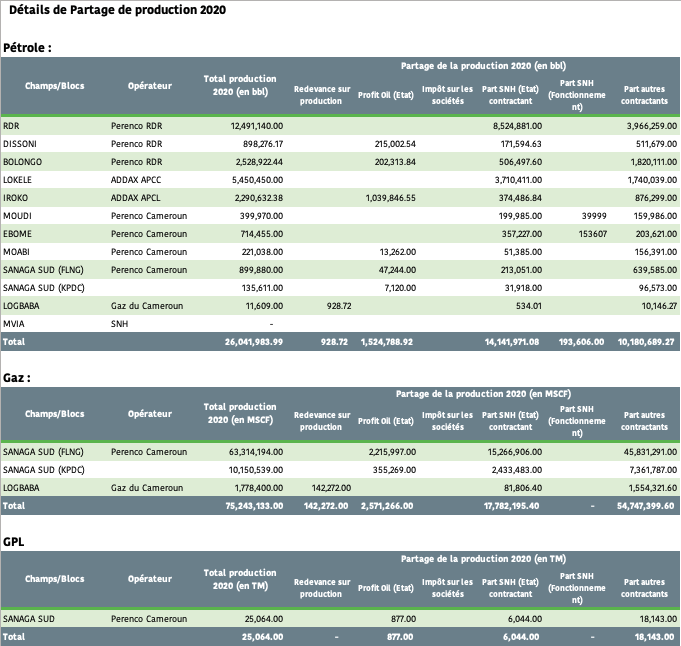 Détails de Partage de production 2020
Pétrole :
Partage de la production 2020 (en bbl)
Champs/Blocs Opérateur Total production 2020 (en bbl) Redevance sur production Profit Oil (Etat) Impôt sur les sociétés Part SNH (Etat) contractant Part SNH (Fonctionnement) Part autres contractants
RDR Perenco RDR 12,491,140.00 8,524,881.00 3,966,259.00
DISSONI Perenco RDR 898,276.17 215,002.54 171,594.63 511,679.00
BOLONGO Perenco RDR 2,528,922.44 202,313.84 506,497.60 1,820,111.00
LOKELE ADDAX APCC 5,450,450.00 3,710,411.00 1,740,039.00
IROKO ADDAX APCL 2,290,632.38 1,039,846.55 374,486.84 876,299.00
MOUDI Perenco Cameroun 399,970.00 199,985.00 39999 159,986.00
EBOME Perenco Cameroun 714,455.00 357,227.00 153607 203,621.00
MOABI Perenco Cameroun 221,038.00 13,262.00 51,385.00 156,391.00
SANAGA SUD (FLNG) Perenco Cameroun 899,880.00 47,244.00 213,051.00 639,585.00
SANAGA SUD (KPDC) 135,611.00 7,120.00 31,918.00 96,573.00
LOGBABA Gaz du Cameroun 11,609.00 928.72 534.01 10,146.27
MVIA SNH -
Total 26,041,983.99 928.72 1,524,788.92 14,141,971.08 193,606.00 10,180,689.27
Gaz :
Partage de la production 2020 (en MSCF)
Champs/Blocs Opérateur Total production 2020 (en MSCF) Redevance sur production Profit Oil (Etat) Impôt sur les sociétés Part SNH (Etat) contractant Part SNH (Fonctionnement) Part autres contractants
SANAGA SUD (FLNG) Perenco Cameroun 63,314,194.00 2,215,997.00 15,266,906.00 45,831,291.00
SANAGA SUD (KPDC) 10,150,539.00 355,269.00 2,433,483.00 7,361,787.00
LOGBABA Gaz du Cameroun 1,778,400.00 142,272.00 81,806.40 1,554,321.60
Total 75,243,133.00 142,272.00 2,571,266.00 17,782,195.40 - 54,747,399.60
GPL
Partage de la production 2020 (en TM)
Champs/Blocs Opérateur Total production 2020 (en TM) Redevance sur production Profit Oil (Etat) Impôt sur les sociétés Part SNH (Etat) contractant Part SNH (Fonctionnement) Part autres contractants
SANAGA SUD Perenco Cameroun 25,064.00 877.00 6,044.00 18,143.00
Total 25,064.00 - 877.00 6,044.00 - 18,143.00